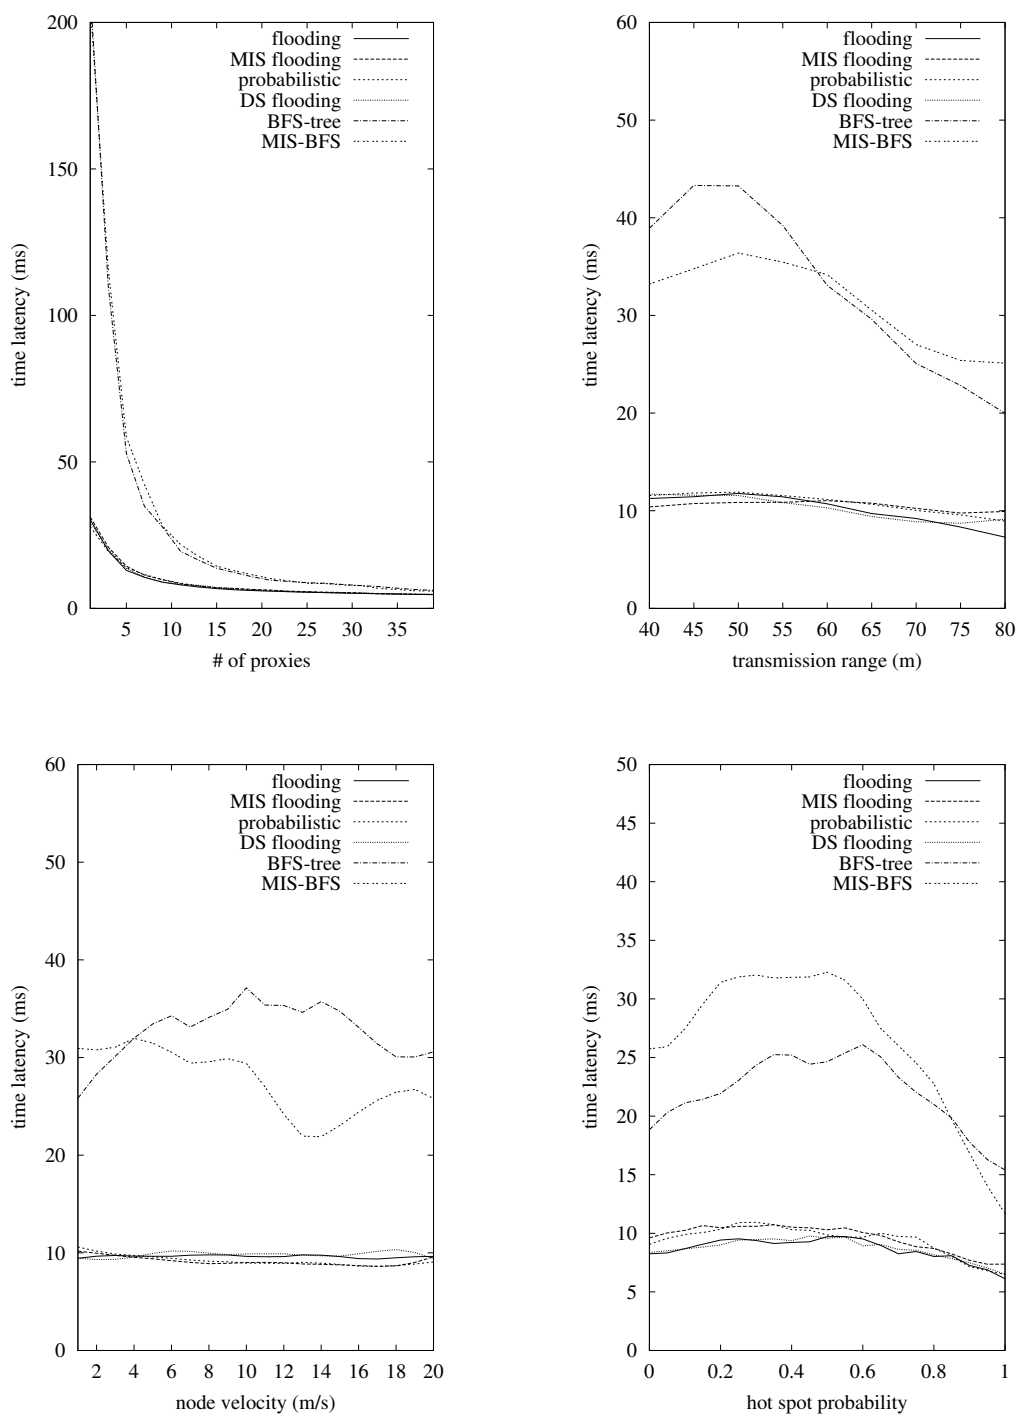 200
150
100
50
0
time latency (ms)
flooding
MIS flooding
probabilistic
DS flooding
BFS-tree
MIS-BFS
5 10 15 20 25 30 35
# of proxies
60
50
40
30
20
10
0
time latency (ms)
flooding
MIS flooding
probabilistic
DS flooding
BFS-tree
MIS-BFS
40 45 50 55 60 65 70 75 80
transmission range (m)
60
50
40
30
20
10
0
time latency (ms)
flooding
MIS flooding
probabilistic
DS flooding
BFS-tree
MIS-BFS
2 4 6 8 10 12 14 16 18 20
node velocity (m/s)
50
45
40
35
30
25
20
15
10
5
0
time latency (ms)
flooding
MIS flooding
probabilistic
DS flooding
BFS-tree
MIS-BFS
0 0.2 0.4 0.6 0.8 1
hot spot probability